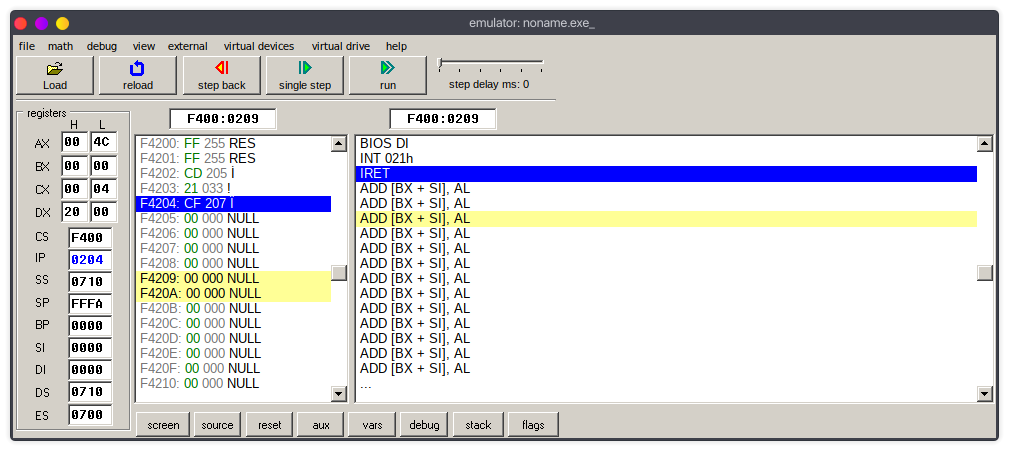 emulator: noname.exe_
file math debug view external virtual devices virtual drive help
Load reload step back single step run step delay ms: 0
registers F400:0209 F400:0209
H L
AX 00 4C
BX 00 00
CX 00 04
DX 20 00
CS F400
IP 0204
SS 0710
SP FFFA
BP 0000
SI 0000
DI 0000
DS 0710
ES 0700
F4200: FF 255 RES
F4201: FF 255 RES
F4202: CD 205 İ
F4203: 21 033 !
F4204: CF 207 I
F4205: 00 000 NULL
F4206: 00 000 NULL
F4207: 00 000 NULL
F4208: 00 000 NULL
F4209: 00 000 NULL
F420A: 00 000 NULL
F420B: 00 000 NULL
F420C: 00 000 NULL
F420D: 00 000 NULL
F420E: 00 000 NULL
F420F: 00 000 NULL
F4210: 00 000 NULL
BIOS DI
INT 021h
IRET
ADD [BX + SI], AL
ADD [BX + SI], AL
ADD [BX + SI], AL
ADD [BX + SI], AL
ADD [BX + SI], AL
ADD [BX + SI], AL
ADD [BX + SI], AL
ADD [BX + SI], AL
ADD [BX + SI], AL
ADD [BX + SI], AL
ADD [BX + SI], AL
ADD [BX + SI], AL
ADD [BX + SI], AL
...
screen source reset aux vars debug stack flags